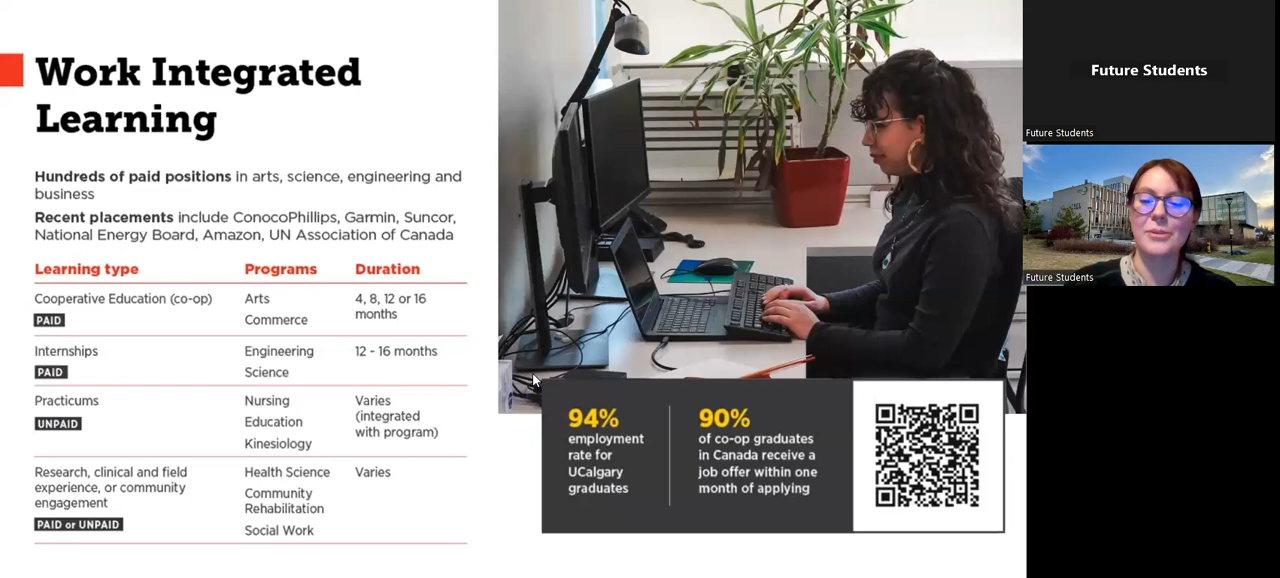 Work Integrated
Learning
Hundreds of paid positions in arts, science, engineering and
business
Recent placements include ConocoPhillips, Garmin, Suncor,
National Energy Board, Amazon, UN Association of Canada
Learning type Programs Duration
Cooperative Education (co-op) Arts 4, 8, 12 or 16
months
PAID Commerce
Internships Engineering 12 - 16 months
PAID Science
Practicums Nursing Varies
(integrated
UNPAID Education
with program)
Kinesiology
Research, clinical and field Health Science Varies
experience, or community
engagement Community
Rehabilitation
PAID or UNPAID Social Work
94%
employment
rate for
UCalgary
graduates
90%
of co-op graduates
in Canada receive a
job offer within one
month of applying
Future Students
Future Students
Future Students